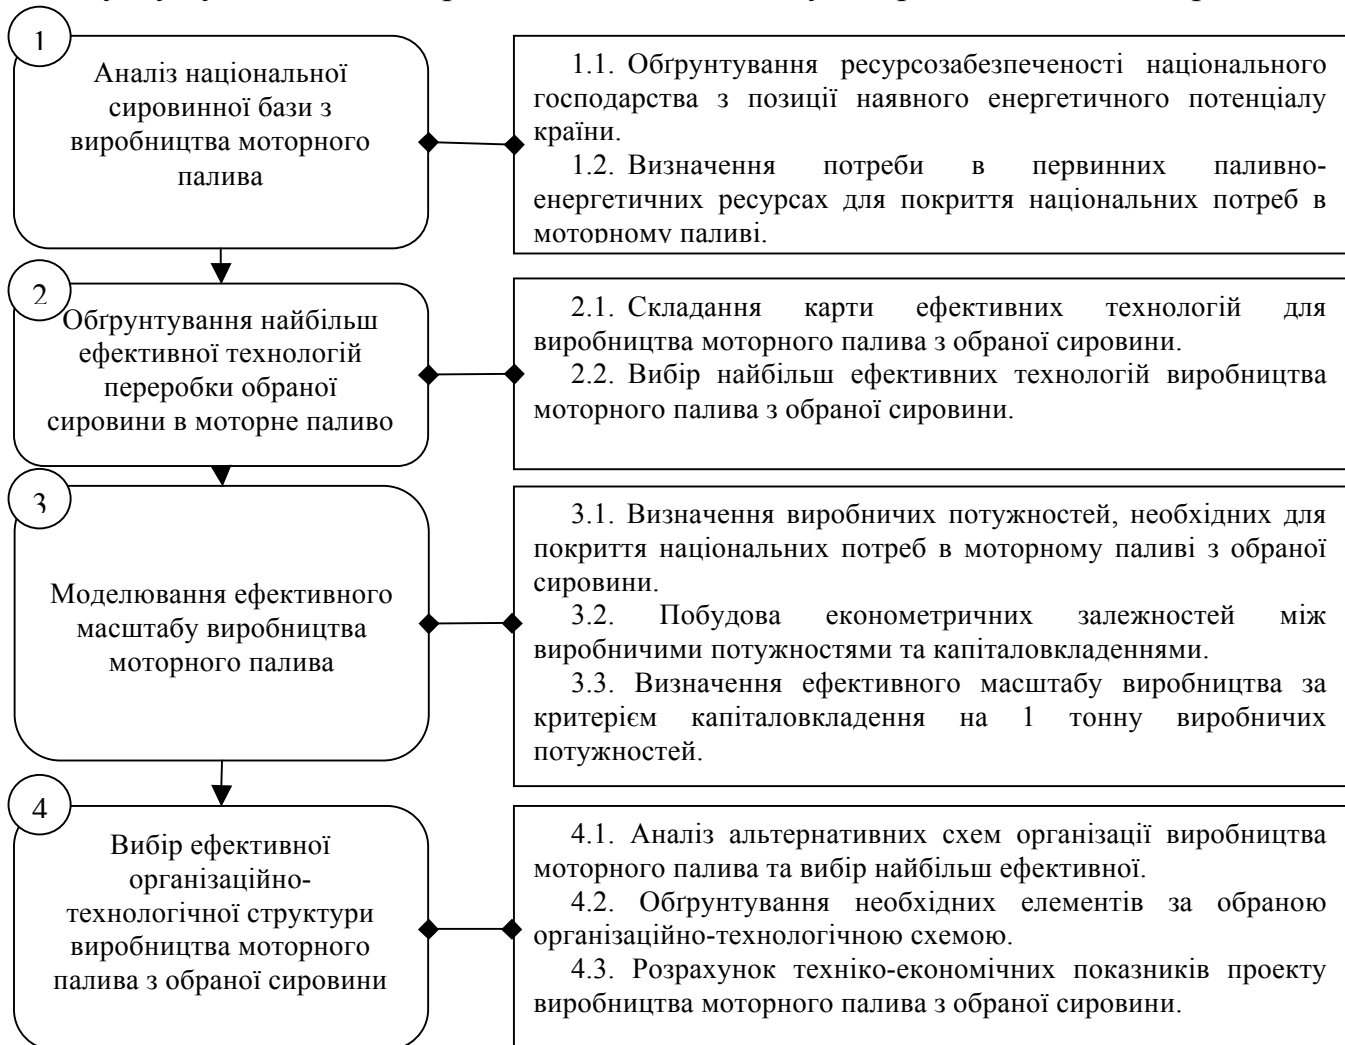 1
Аналіз національної
сировинної бази з
виробництва моторного
палива
1.1. Обґрунтування ресурсозабезпеченості національного
господарства з позиції наявного енергетичного потенціалу
країни.
1.2. Визначення потреби в первинних паливно-
енергетичних ресурсах для покриття національних потреб в
моторному паливі.
2
Обґрунтування найбільш
ефективної технологій
переробки обраної
сировини в моторне паливо
2.1. Складання карти ефективних технологій для
виробництва моторного палива з обраної сировини.
2.2. Вибір найбільш ефективних технологій виробництва
моторного палива з обраної сировини.
3
Моделювання ефективного
масштабу виробництва
моторного палива
3.1. Визначення виробничих потужностей, необхідних для
покриття національних потреб в моторному паливі з обраної
сировини.
3.2. Побудова економетричних залежностей між
виробничими потужностями та капіталовкладеннями.
3.3. Визначення ефективного масштабу виробництва за
критерієм капіталовкладення на 1 тонну виробничих
потужностей.
4
Вибір ефективної
організаційно-
технологічної структури
виробництва моторного
палива з обраної сировини
4.1. Аналіз альтернативних схем організації виробництва
моторного палива та вибір найбільш ефективної.
4.2. Обґрунтування необхідних елементів за обраною
організаційно-технологічною схемою.
4.3. Розрахунок техніко-економічних показників проекту
виробництва моторного палива з обраної сировини.